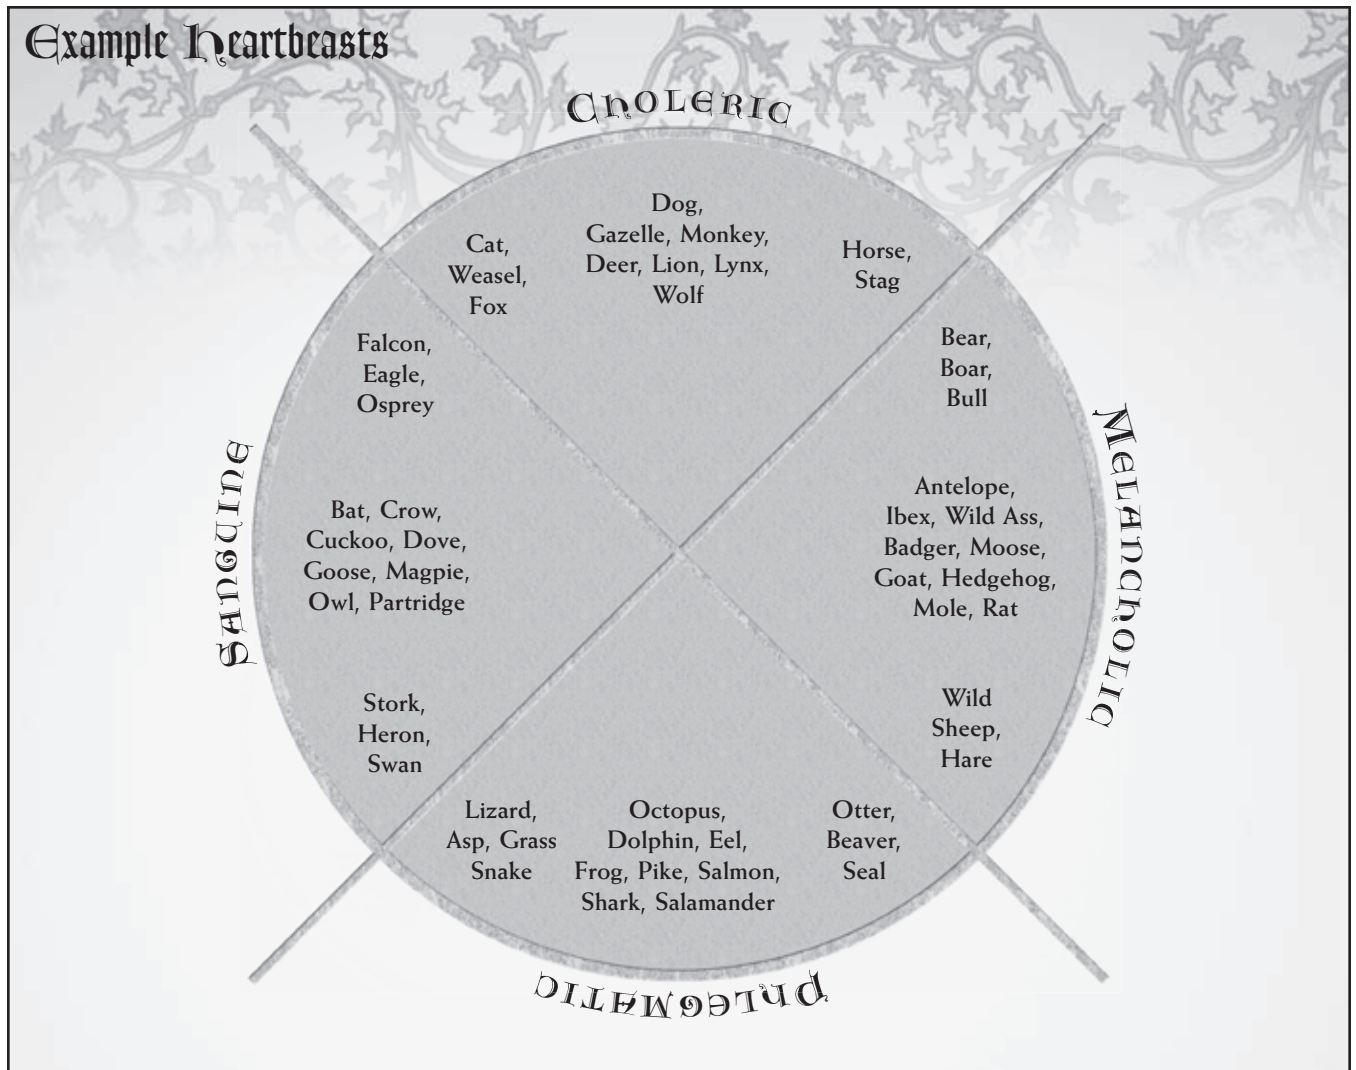 Example Heartbeasts
Choleric
Dog,
Gazelle, Monkey,
Deer, Lion, Lynx,
Wolf
Cat,
Weasel,
Fox
Horse,
Stag
Falcon,
Eagle,
Osprey
Bear,
Boar,
Bull
Sanguine
Bat, Crow,
Cuckoo, Dove,
Goose, Magpie,
Owl, Partridge
Antelope,
Ibex, Wild Ass,
Badger, Moose,
Goat, Hedgehog,
Mole, Rat
Melancholic
Stork,
Heron,
Swan
Wild
Sheep,
Hare
Lizard,
Asp, Grass
Snake
Octopus,
Dolphin, Eel,
Frog, Pike, Salmon,
Shark, Salamander
Otter,
Beaver,
Seal
Phlegmatic